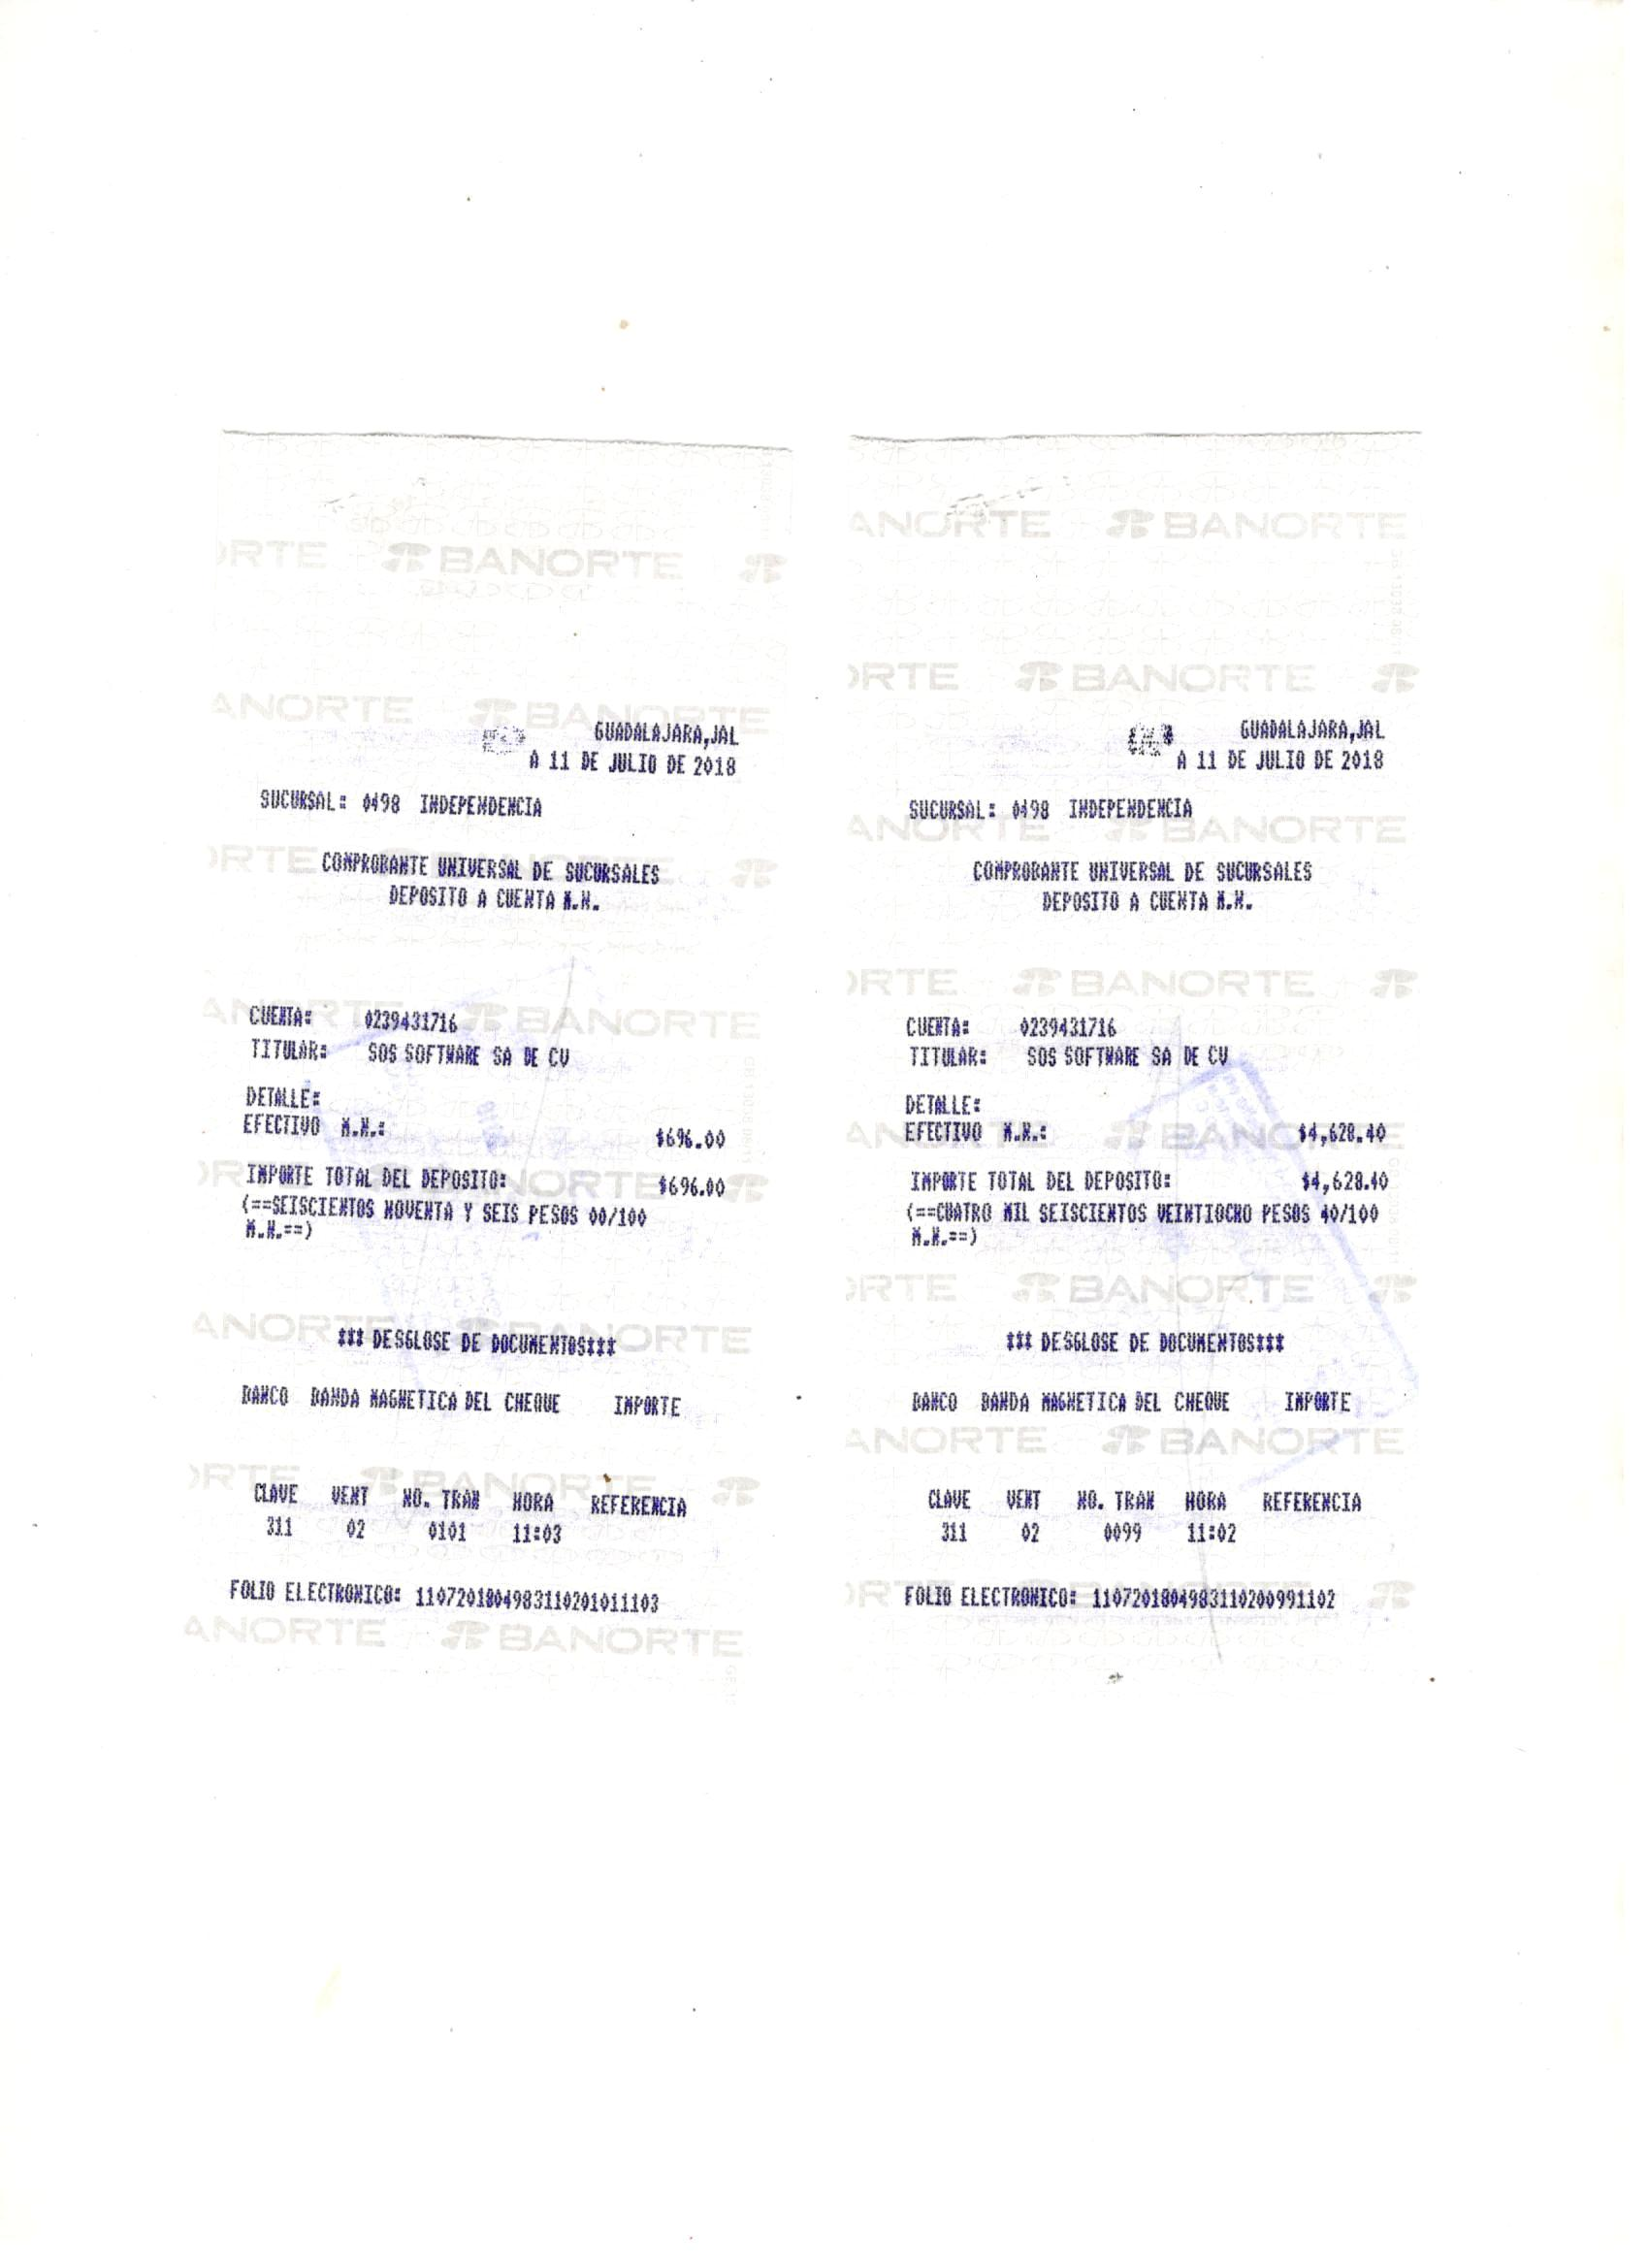 BANORTE
GUADALAJARA,JAL
A 11 DE JULIO DE 2018
SUCURSAL: 0498 INDEPENDENCIA
COMPROBANTE UNIVERSAL DE SUCURSALES
DEPOSITO A CUENTA M.N.
CUENTA: 0239431716
TITULAR: SOS SOFTWARE SA DE CV
DETALLE:
EFECTIVO M.N.: $696.00
IMPORTE TOTAL DEL DEPOSITO: $696.00
(==SEISCIENTOS NOVENTA Y SEIS PESOS 00/100
M.N.==)
*** DESGLOSE DE DOCUMENTOS***
BANCO BANDA MAGNETICA DEL CHEQUE IMPORTE
CLAVE VENT NO. TRAN HORA REFERENCIA
311 02 0101 11:03
FOLIO ELECTRONICO: 1107201804983110201011103
BANORTE
GUADALAJARA,JAL
A 11 DE JULIO DE 2018
SUCURSAL: 0498 INDEPENDENCIA
COMPROBANTE UNIVERSAL DE SUCURSALES
DEPOSITO A CUENTA M.N.
CUENTA: 0239431716
TITULAR: SOS SOFTWARE SA DE CV
DETALLE:
EFECTIVO M.N.: $4,628.40
IMPORTE TOTAL DEL DEPOSITO: $4,628.40
(==CUATRO MIL SEISCIENTOS VEINTIOCHO PESOS 40/100
M.N.==)
*** DESGLOSE DE DOCUMENTOS***
BANCO BANDA MAGNETICA DEL CHEQUE IMPORTE
CLAVE VENT NO. TRAN HORA REFERENCIA
311 02 0099 11:02
FOLIO ELECTRONICO: 1107201804983110200991102